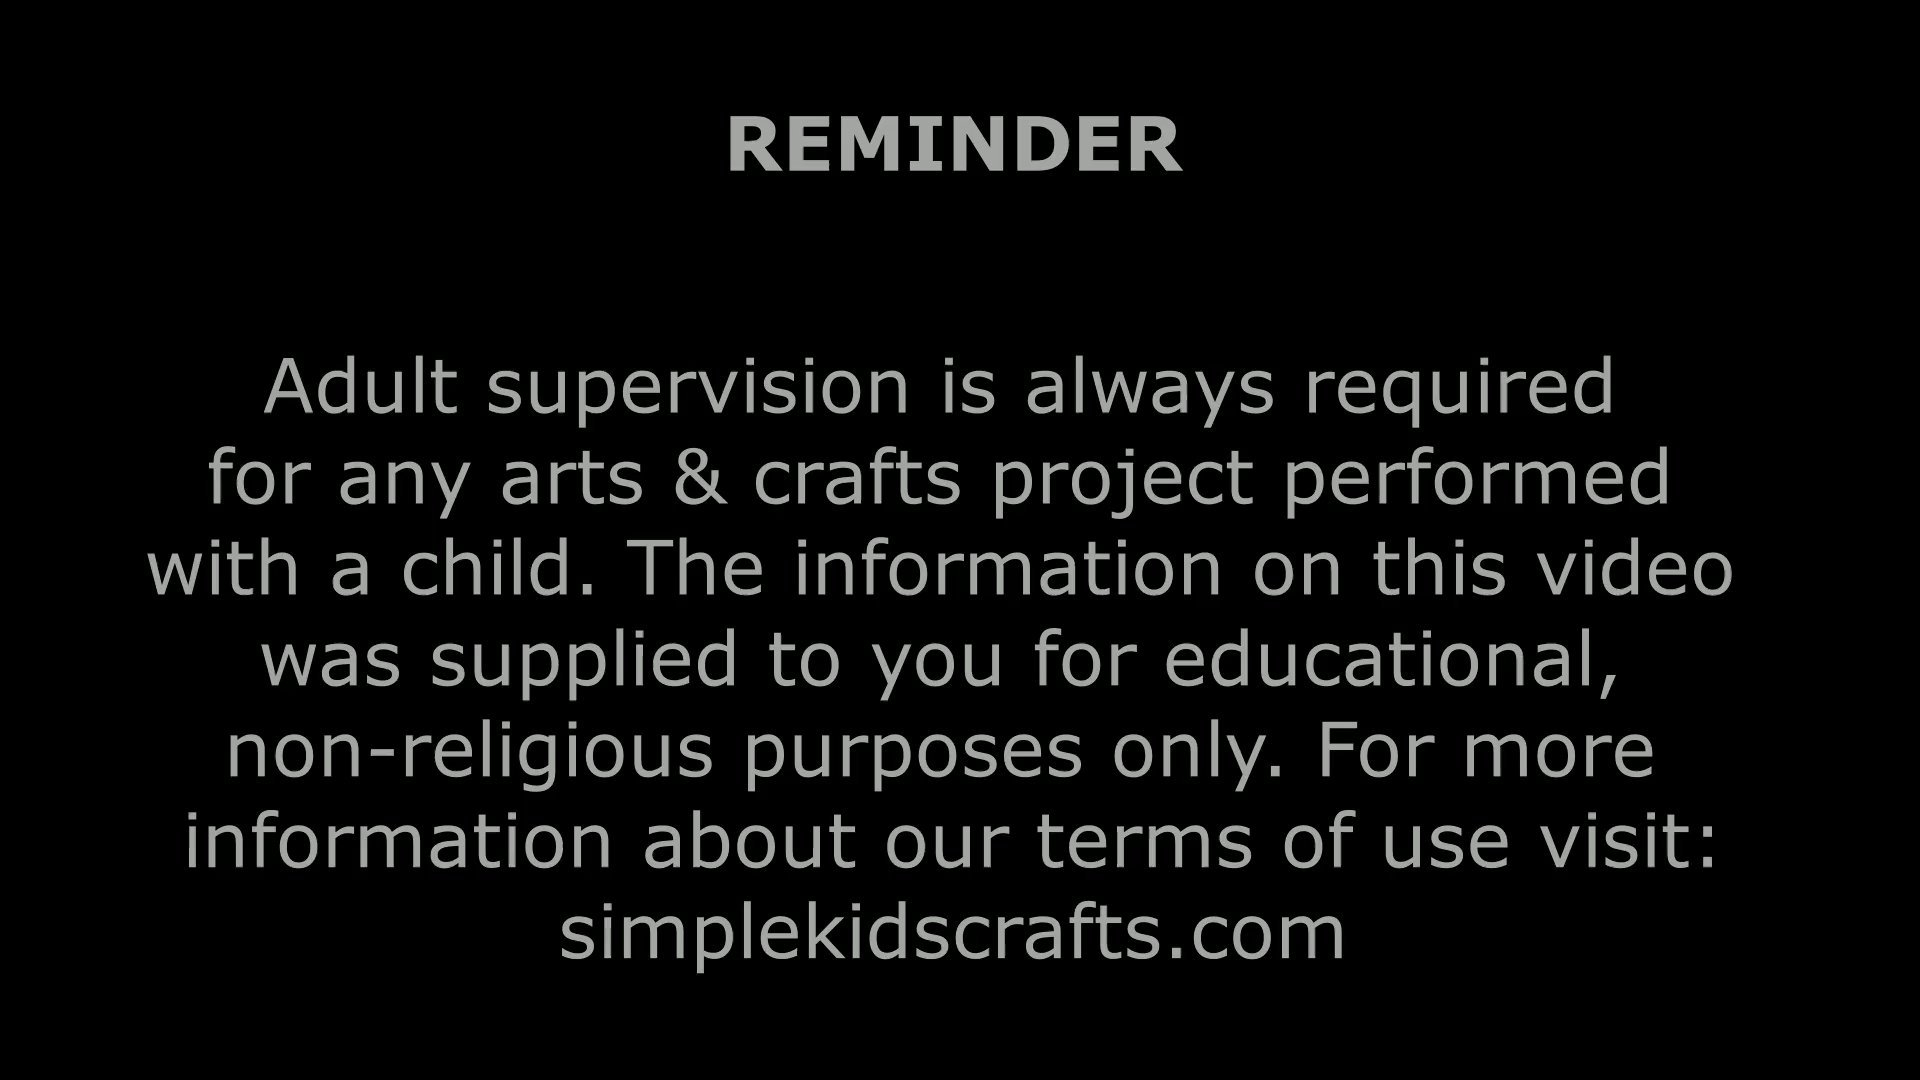 REMINDER
Adult supervision is always required
for any arts & crafts project performed
with a child. The information on this video
was supplied to you for educational,
non-religious purposes only. For more
information about our terms of use visit:
simplekidscrafts.com